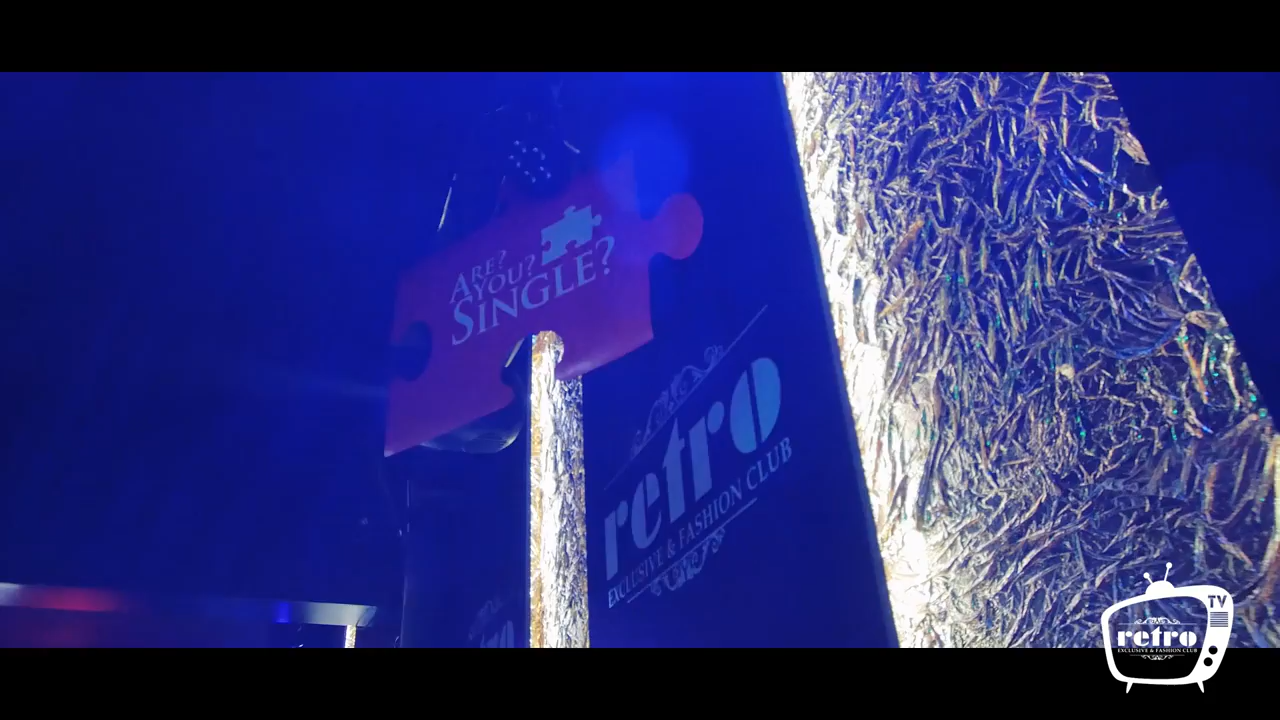 ARE?
YOU?
SINGLE?
retro
EXCLUSIVE & FASHION CLUB
TV
retro
EXCLUSIVE & FASHION CLUB